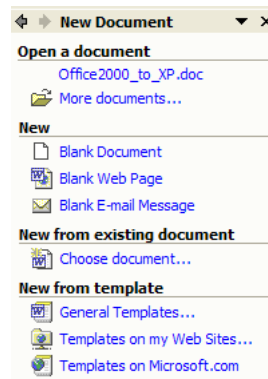 New Document
Open a document
Office2000_to_XP.doc
More documents...
New
Blank Document
Blank Web Page
Blank E-mail Message
New from existing document
Choose document...
New from template
General Templates...
Templates on my Web Sites...
Templates on Microsoft.com